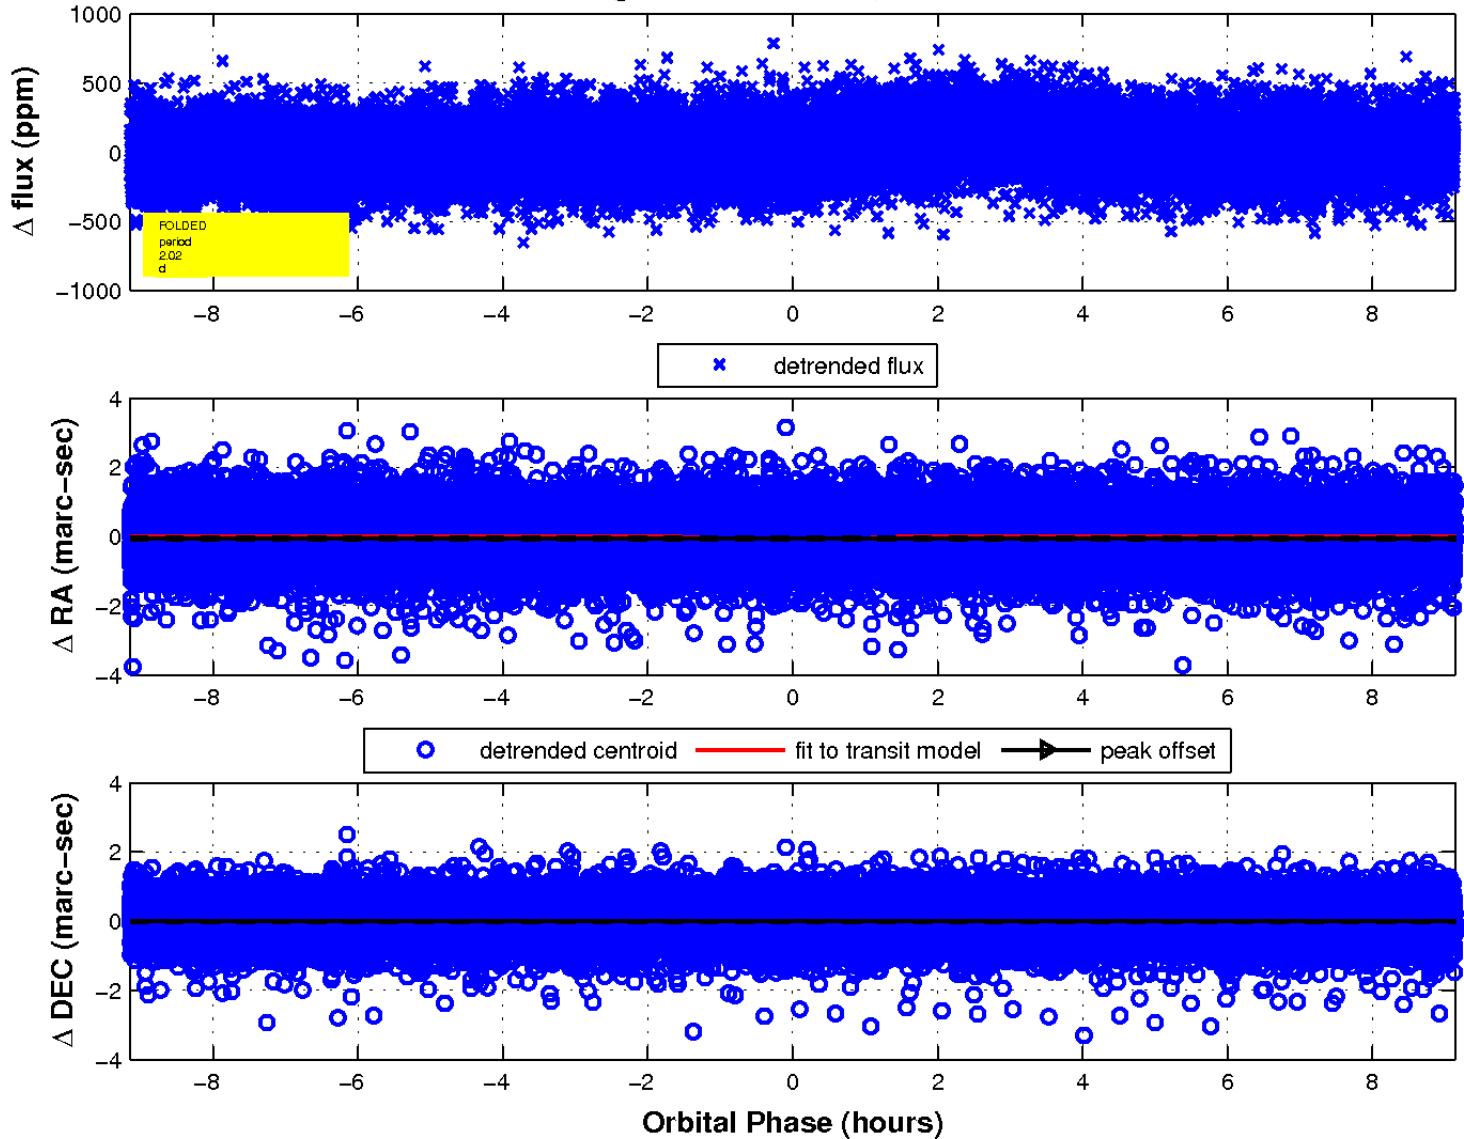 1000
500
0
−500
−1000
Δ flux (ppm)
FOLDED
period
2.02
d
−8 −6 −4 −2 0 2 4 6 8
detrended flux
4
2
0
−2
−4
Δ RA (marc−sec)
−8 −6 −4 −2 0 2 4 6 8
detrended centroid fit to transit model peak offset
4
2
0
−2
−4
Δ DEC (marc−sec)
−8 −6 −4 −2 0 2 4 6 8
Orbital Phase (hours)